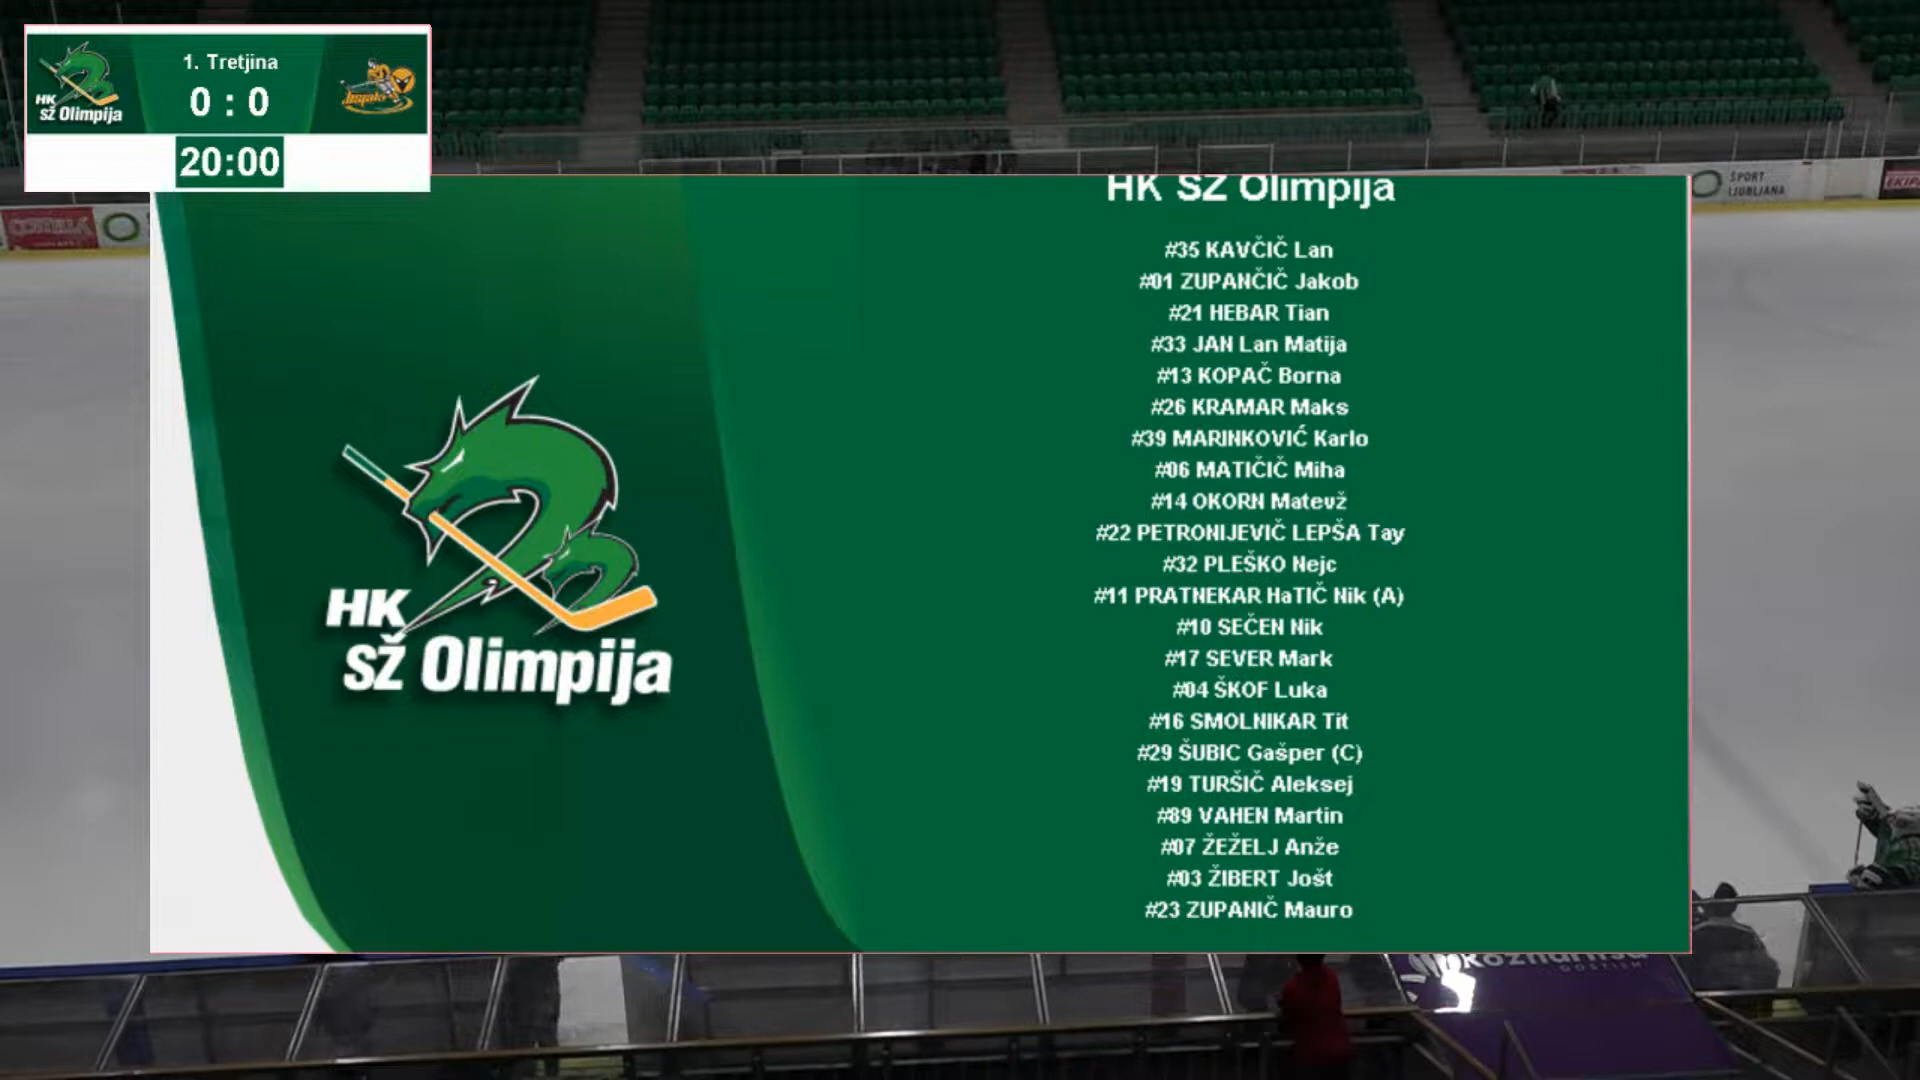 1. Tretjina
0 : 0
HK
SŽ Olimpija
20:00
ŠPORT
LJUBLJANA
HK SŽ Olimpija
#35 KAVČIČ Lan
#01 ZUPANČIČ Jakob
#21 HEBAR Tian
#33 JAN Lan Matija
#13 KOPAČ Borna
#26 KRAMAR Maks
#39 MARINKOVIĆ Karlo
#06 MATIČIČ Miha
#14 OKORN Matevž
#22 PETRONIJEVIČ LEPŠA Tay
#32 PLEŠKO Nejc
#11 PRATNEKAR HaTIČ Nik (A)
#10 SEČEN Nik
#17 SEVER Mark
#04 ŠKOF Luka
#16 SMOLNIKAR Tit
#29 ŠUBIC Gašper (C)
#19 TURŠIČ Aleksej
#89 VAHEN Martin
#07 ŽEŽELJ Anže
#03 ŽIBERT Jošt
#23 ZUPANIČ Mauro
HK
SŽ Olimpija